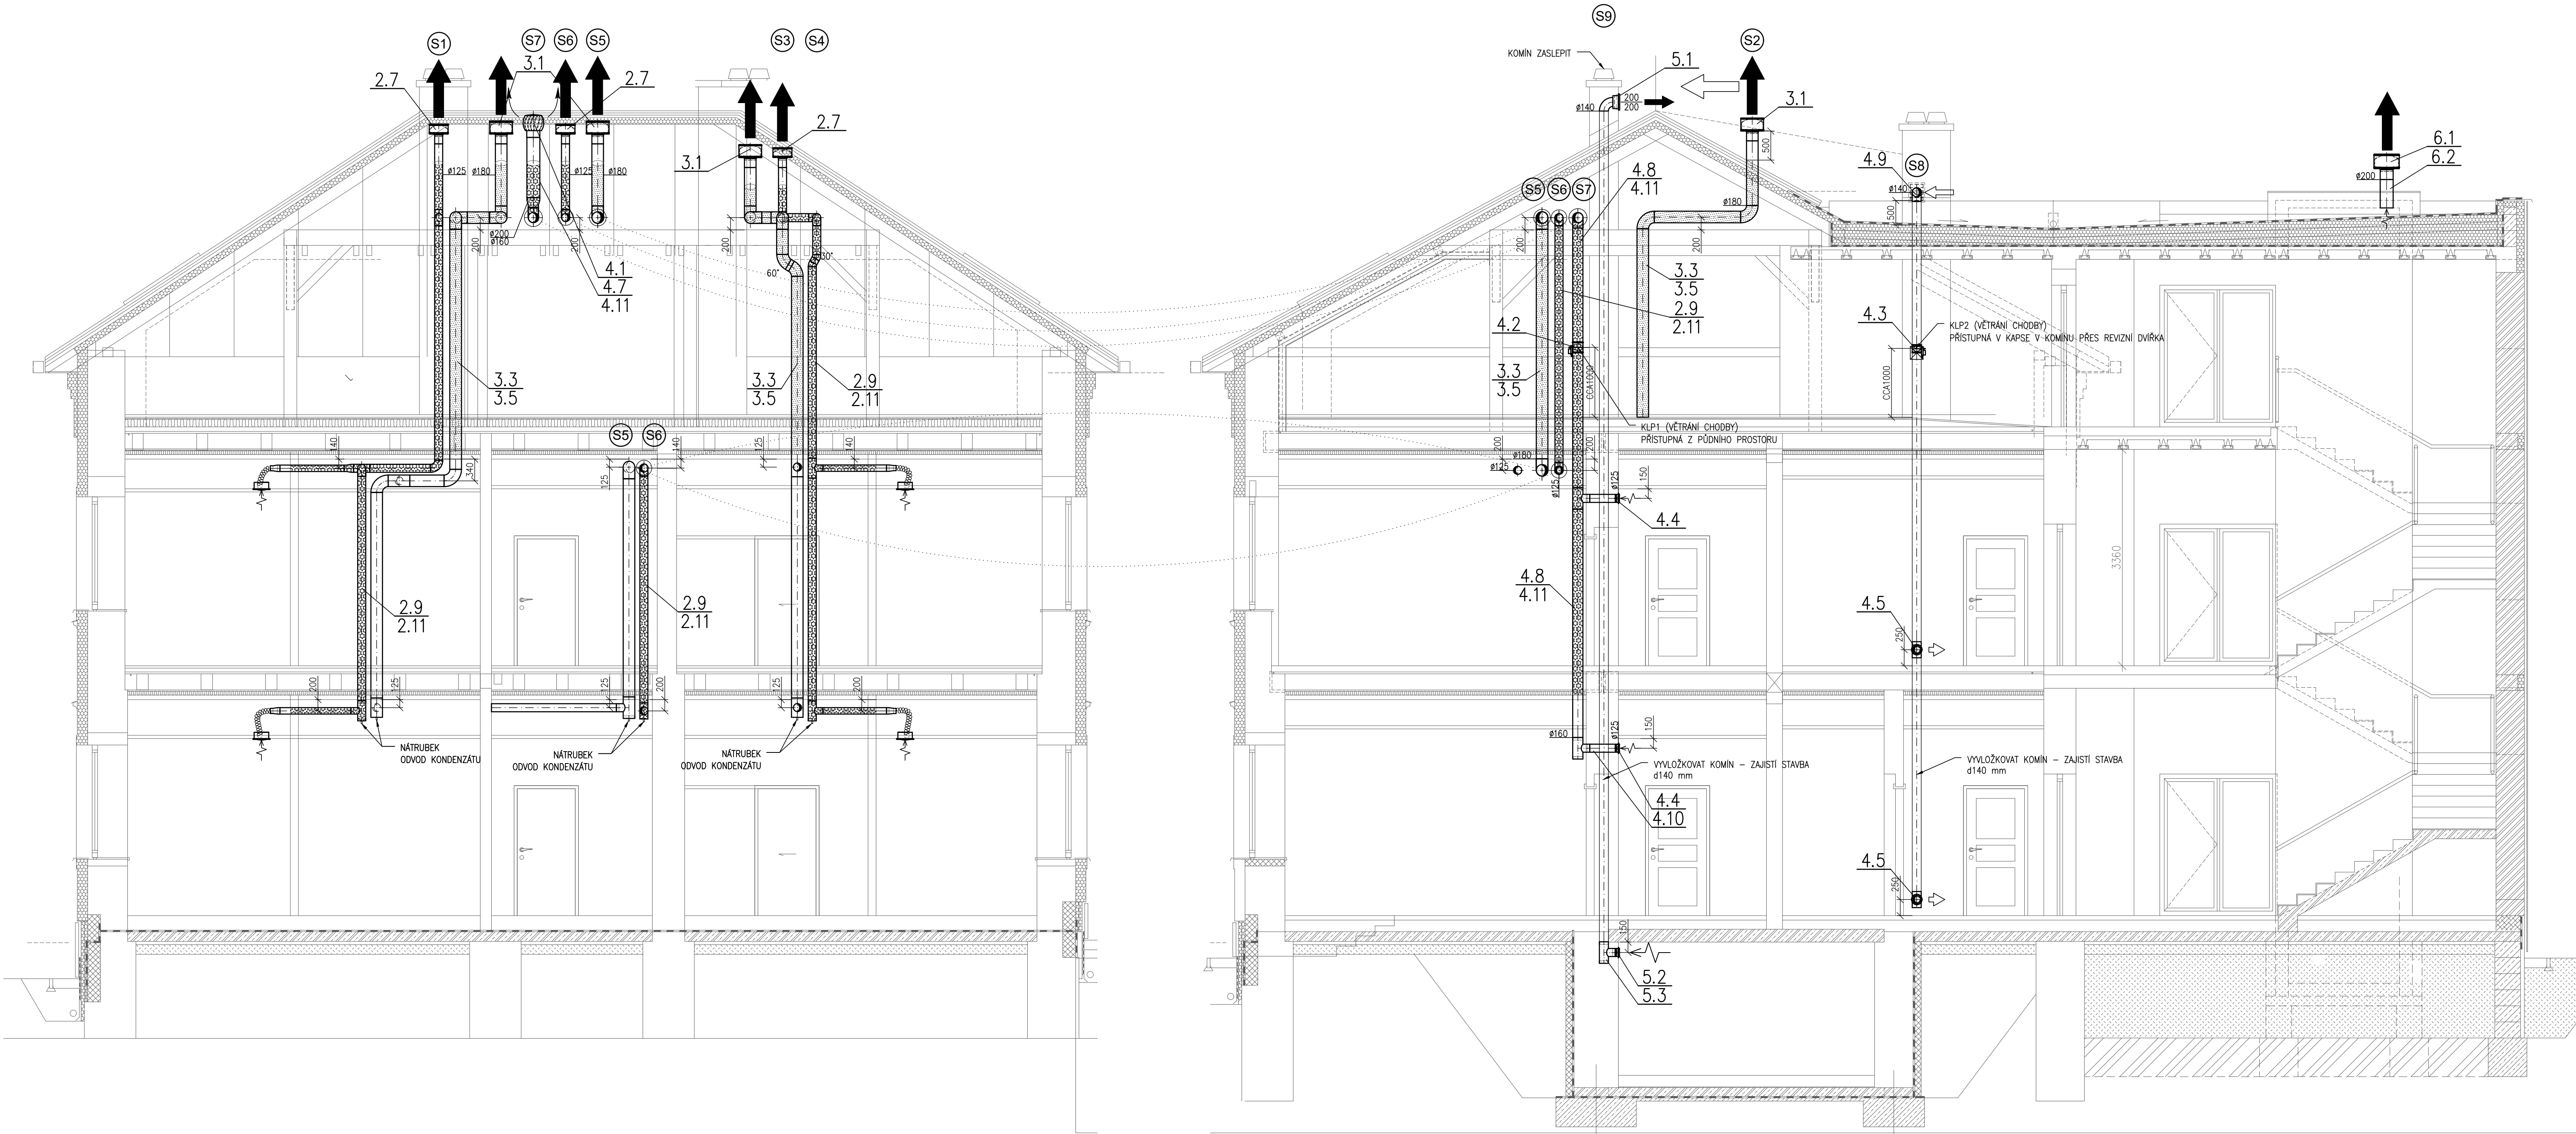 S1
S7
S6
S5
S3
S4
3.1
2.7
2.7
2.7
3.1
ø125
ø180
ø125
ø180
ø200
ø160
200
200
200
60°
30°
4.1
4.7
4.11
3.3
3.5
3.3
3.5
2.9
2.11
S5
S6
140
340
125
140
125
140
2.9
2.11
2.9
2.11
200
125
125
200
125
200
NÁTRUBEK
ODVOD KONDENZÁTU
NÁTRUBEK
ODVOD KONDENZÁTU
NÁTRUBEK
ODVOD KONDENZÁTU
S9
KOMÍN ZASLEPIT
5.1
S2
ø140
200
200
3.1
500
4.9
S8
ø140
500
6.1
6.2
ø200
S5
S6
S7
4.8
4.11
ø180
200
200
3.3
3.5
2.9
2.11
4.2
3.3
3.5
CCA1000
4.3
KLP2 (VĚTRÁNÍ CHODBY)
PŘÍSTUPNÁ V KAPSE V KOMÍNU PŘES REVIZNÍ DVÍŘKA
CCA1000
KLP1 (VĚTRÁNÍ CHODBY)
PŘÍSTUPNÁ Z PŮDNÍHO PROSTORU
200
ø180
ø125
200
ø125
ø125
150
4.4
3360
4.8
4.11
4.5
250
ø160
ø125
150
VYVLOŽKOVAT KOMÍN – ZAJISTÍ STAVBA
d140 mm
VYVLOŽKOVAT KOMÍN – ZAJISTÍ STAVBA
d140 mm
4.4
4.10
4.5
250
150
5.2
5.3